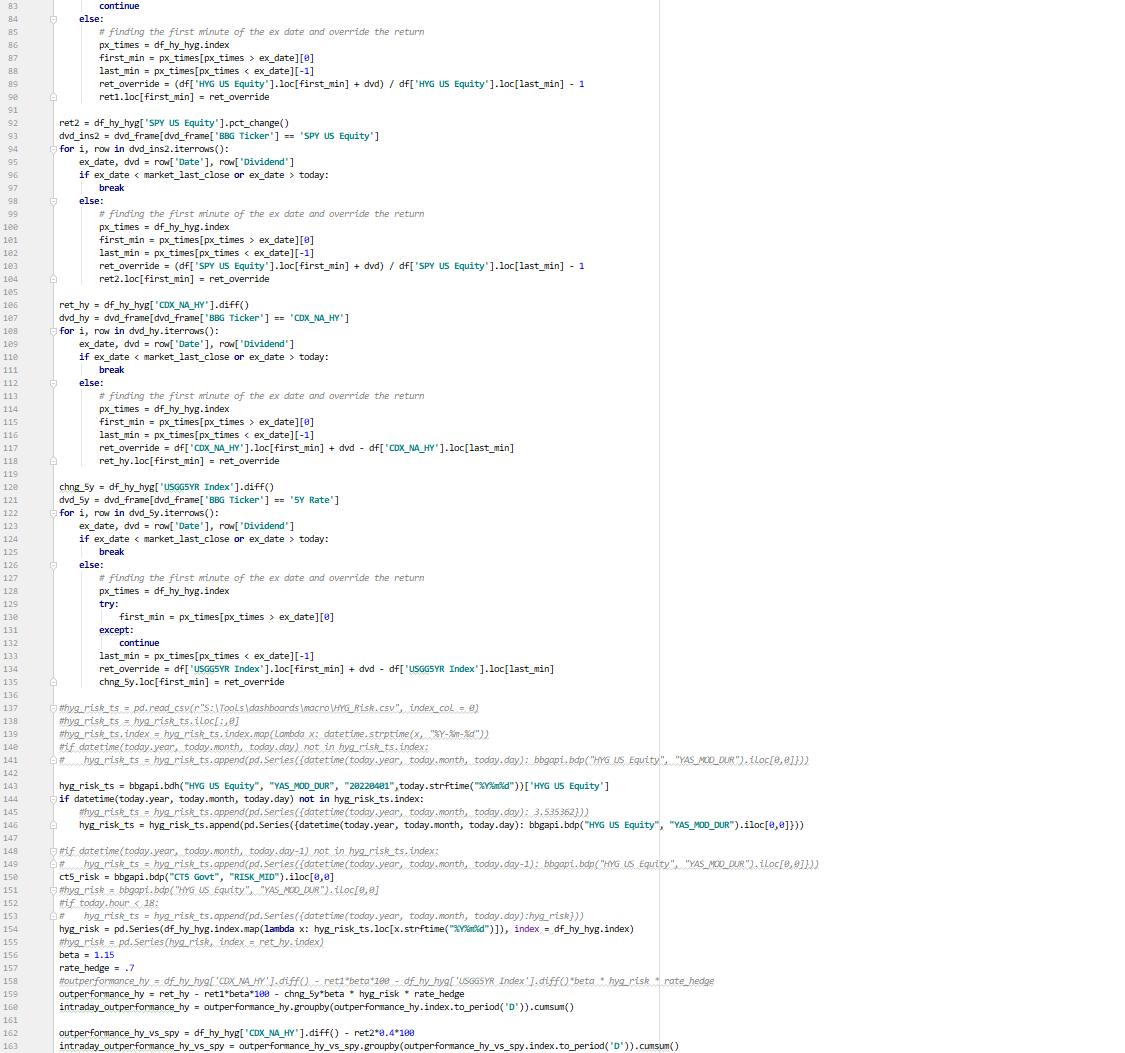 83 continue
84 else:
85 # finding the first minute of the ex date and override the return
86 px_times = df_hy_hyg.index
87 first_min = px_times[px_times > ex_date][0]
88 last_min = px_times[px_times < ex_date][-1]
89 ret_override = (df['HYG US Equity'].loc[first_min] + dvd) / df['HYG US Equity'].loc[last_min] - 1
90 ret1.loc[first_min] = ret_override
91
92 ret2 = df_hy_hyg['SPY US Equity'].pct_change()
93 dvd_ins2 = dvd_frame[dvd_frame['BBG Ticker'] == 'SPY US Equity']
94 for i, row in dvd_ins2.iterrows():
95 ex_date, dvd = row['Date'], row['Dividend']
96 if ex_date < market_last_close or ex_date > today:
97 break
98 else:
99 # finding the first minute of the ex date and override the return
100 px_times = df_hy_hyg.index
101 first_min = px_times[px_times > ex_date][0]
102 last_min = px_times[px_times < ex_date][-1]
103 ret_override = (df['SPY US Equity'].loc[first_min] + dvd) / df['SPY US Equity'].loc[last_min] - 1
104 ret2.loc[first_min] = ret_override
105
106 ret_hy = df_hy_hyg['CDX_NA_HY'].diff()
107 dvd_hy = dvd_frame[dvd_frame['BBG Ticker'] == 'CDX_NA_HY']
108 for i, row in dvd_hy.iterrows():
109 ex_date, dvd = row['Date'], row['Dividend']
110 if ex_date < market_last_close or ex_date > today:
111 break
112 else:
113 # finding the first minute of the ex date and override the return
114 px_times = df_hy_hyg.index
115 first_min = px_times[px_times > ex_date][0]
116 last_min = px_times[px_times < ex_date][-1]
117 ret_override = df['CDX_NA_HY'].loc[first_min] + dvd - df['CDX_NA_HY'].loc[last_min]
118 ret_hy.loc[first_min] = ret_override
119
120 chng_5y = df_hy_hyg['USGG5YR Index'].diff()
121 dvd_5y = dvd_frame[dvd_frame['BBG Ticker'] == '5Y Rate']
122 for i, row in dvd_5y.iterrows():
123 ex_date, dvd = row['Date'], row['Dividend']
124 if ex_date < market_last_close or ex_date > today:
125 break
126 else:
127 # finding the first minute of the ex date and override the return
128 px_times = df_hy_hyg.index
129 try:
130 first_min = px_times[px_times > ex_date][0]
131 except:
132 continue
133 last_min = px_times[px_times < ex_date][-1]
134 ret_override = df['USGG5YR Index'].loc[first_min] + dvd - df['USGG5YR Index'].loc[last_min]
135 chng_5y.loc[first_min] = ret_override
136
137 #hyg_risk_ts = pd.read_csv(r"S:\Tools\dashboards\macro\HYG_Risk.csv", index_col = 0)
138 #hyg_risk_ts = hyg_risk_ts.iloc[:,0]
139 #hyg_risk_ts.index = hyg_risk_ts.index.map(lambda x: datetime.strptime(x, "%Y-%m-%d"))
140 #if datetime(today.year, today.month, today.day) not in hyg_risk_ts.index:
141 # hyg_risk_ts = hyg_risk_ts.append(pd.Series({datetime(today.year, today.month, today.day): bbgapi.bdp("HYG US Equity", "YAS_MOD_DUR").iloc[0,0]}))
142
143 hyg_risk_ts = bbgapi.bdh("HYG US Equity", "YAS_MOD_DUR", "20220401",today.strftime("%Y%m%d"))['HYG US Equity']
144 if datetime(today.year, today.month, today.day) not in hyg_risk_ts.index:
145 #hyg_risk_ts = hyg_risk_ts.append(pd.Series({datetime(today.year, today.month, today.day): 3.535362}))
146 hyg_risk_ts = hyg_risk_ts.append(pd.Series({datetime(today.year, today.month, today.day): bbgapi.bdp("HYG US Equity", "YAS_MOD_DUR").iloc[0,0]}))
147
148 #if datetime(today.year, today.month, today.day-1) not in hyg_risk_ts.index:
149 # hyg_risk_ts = hyg_risk_ts.append(pd.Series({datetime(today.year, today.month, today.day-1): bbgapi.bdp("HYG US Equity", "YAS_MOD_DUR").iloc[0,0]}))
150 ct5_risk = bbgapi.bdp("CT5 Govt", "RISK_MID").iloc[0,0]
151 #hyg_risk = bbgapi.bdp("HYG US Equity", "YAS_MOD_DUR").iloc[0,0]
152 #if today.hour < 18:
153 # hyg_risk_ts = hyg_risk_ts.append(pd.Series({datetime(today.year, today.month, today.day):hyg_risk}))
154 hyg_risk = pd.Series(df_hy_hyg.index.map(lambda x: hyg_risk_ts.loc[x.strftime("%Y%m%d")]), index = df_hy_hyg.index)
155 #hyg_risk = pd.Series(hyg_risk, index = ret_hy.index)
156 beta = 1.15
157 rate_hedge = .7
158 #outperformance_hy = df_hy_hyg['CDX_NA_HY'].diff() - ret1*beta*100 - df_hy_hyg['USGG5YR Index'].diff()*beta * hyg_risk * rate_hedge
159 outperformance_hy = ret_hy - ret1*beta*100 - chng_5y*beta * hyg_risk * rate_hedge
160 intraday_outperformance_hy = outperformance_hy.groupby(outperformance_hy.index.to_period('D')).cumsum()
161
162 outperformance_hy_vs_spy = df_hy_hyg['CDX_NA_HY'].diff() - ret2*0.4*100
163 intraday_outperformance_hy_vs_spy = outperformance_hy_vs_spy.groupby(outperformance_hy_vs_spy.index.to_period('D')).cumsum()